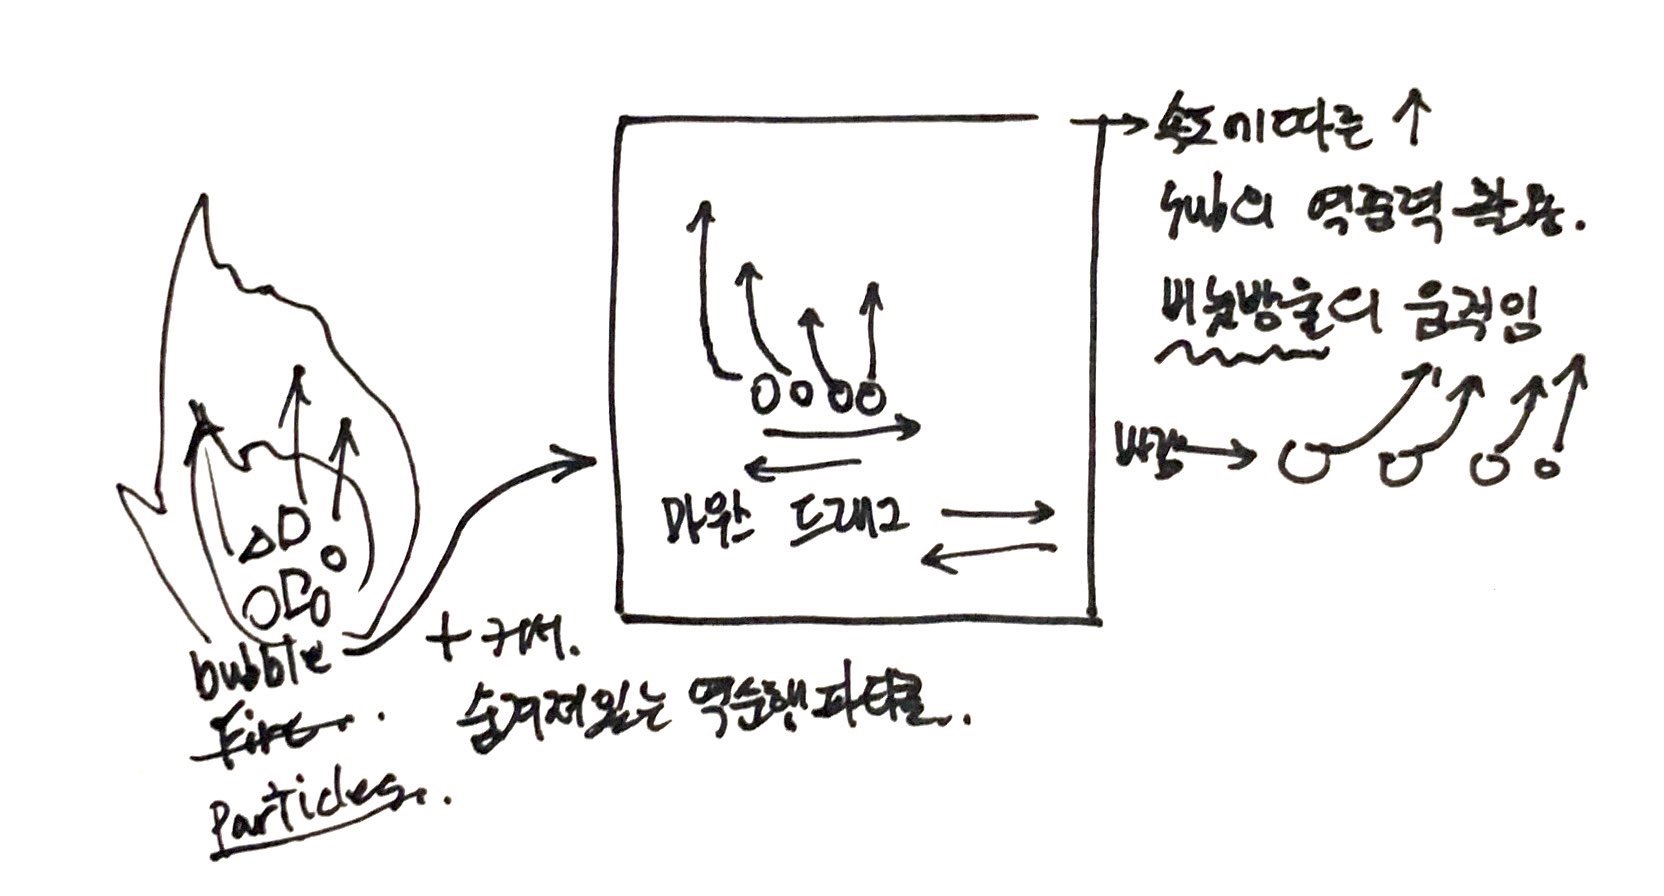 bubble
Fire.
Particles.
+ 커서.
숨겨져있는 역순행 파티클.
마우스 드래그
속도에 따른 ↑
sub의 역중력 활용.
비눗방울의 움직임
바람